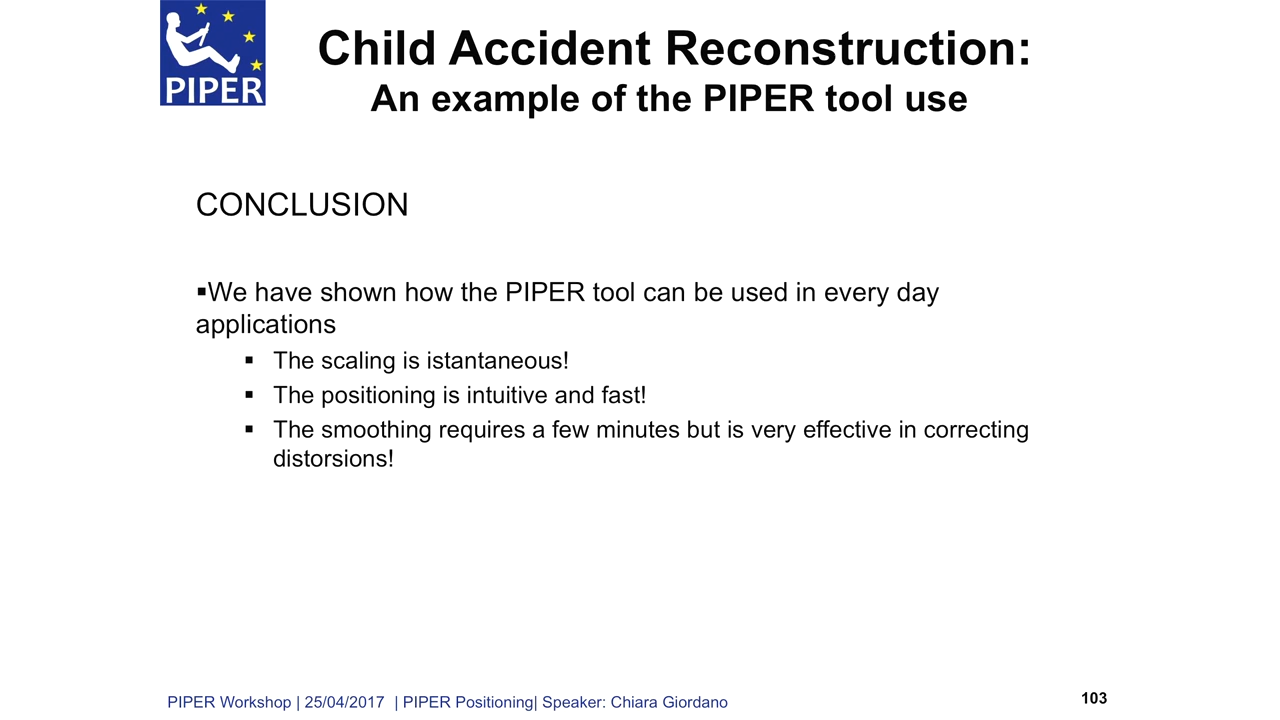 PIPER
Child Accident Reconstruction:
An example of the PIPER tool use
CONCLUSION
▪We have shown how the PIPER tool can be used in every day
applications
▪ The scaling is istantaneous!
▪ The positioning is intuitive and fast!
▪ The smoothing requires a few minutes but is very effective in correcting
distorsions!
PIPER Workshop | 25/04/2017 | PIPER Positioning| Speaker: Chiara Giordano
103